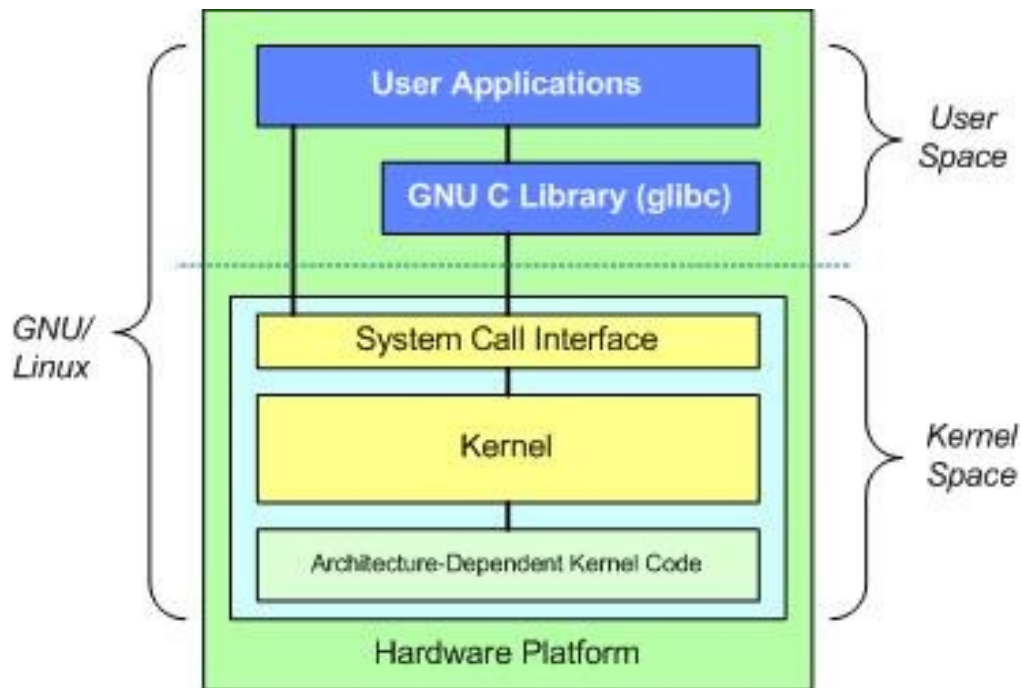 User Applications
User
Space
GNU C Library (glibc)
GNU/
Linux
System Call Interface
Kernel
Kernel
Space
Architecture-Dependent Kernel Code
Hardware Platform